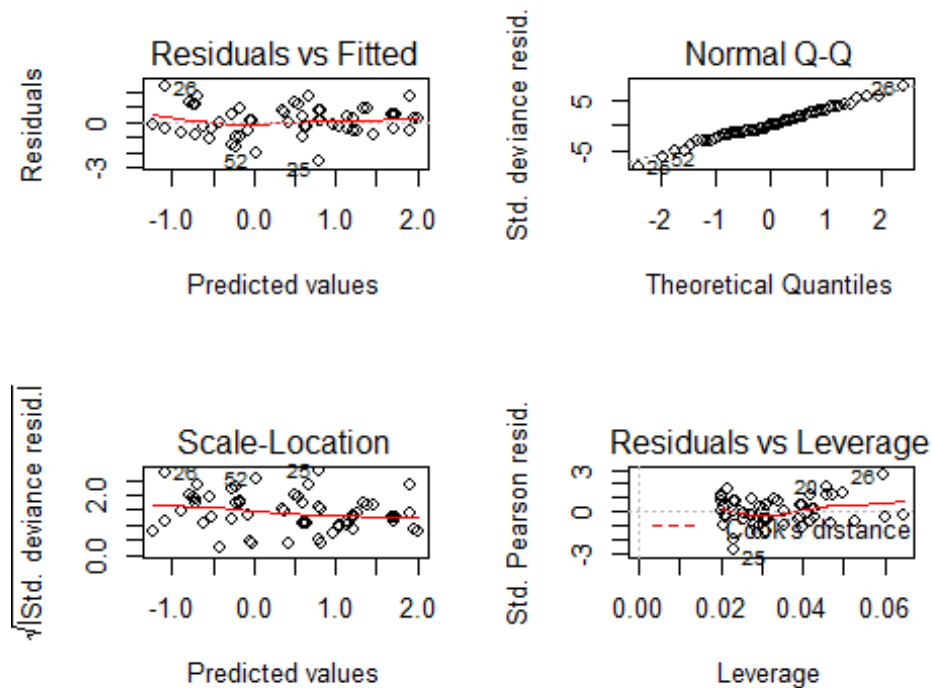 Residuals vs Fitted
Residuals
26
52
25
0
-3
-1.0 0.0 1.0 2.0
Predicted values
Normal Q-Q
Std. deviance resid.
26
52
25
5
-5
-2 -1 0 1 2
Theoretical Quantiles
Scale-Location
√|Std. deviance resid.|
26
52
25
2.0
0.0
-1.0 0.0 1.0 2.0
Predicted values
Residuals vs Leverage
Std. Pearson resid.
26
Cook's distance
25
3
0
-3
0.00 0.02 0.04 0.06
Leverage